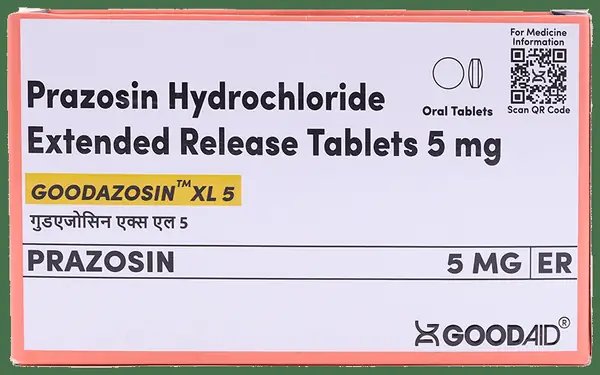 For Medicine
Information
Scan QR Code
Oral Tablets
Prazosin Hydrochloride
Extended Release Tablets 5 mg
GOODAZOSIN™ XL 5
गुडएजोसिन एक्स एल 5
PRAZOSIN 5 MG ER
GOODAID®